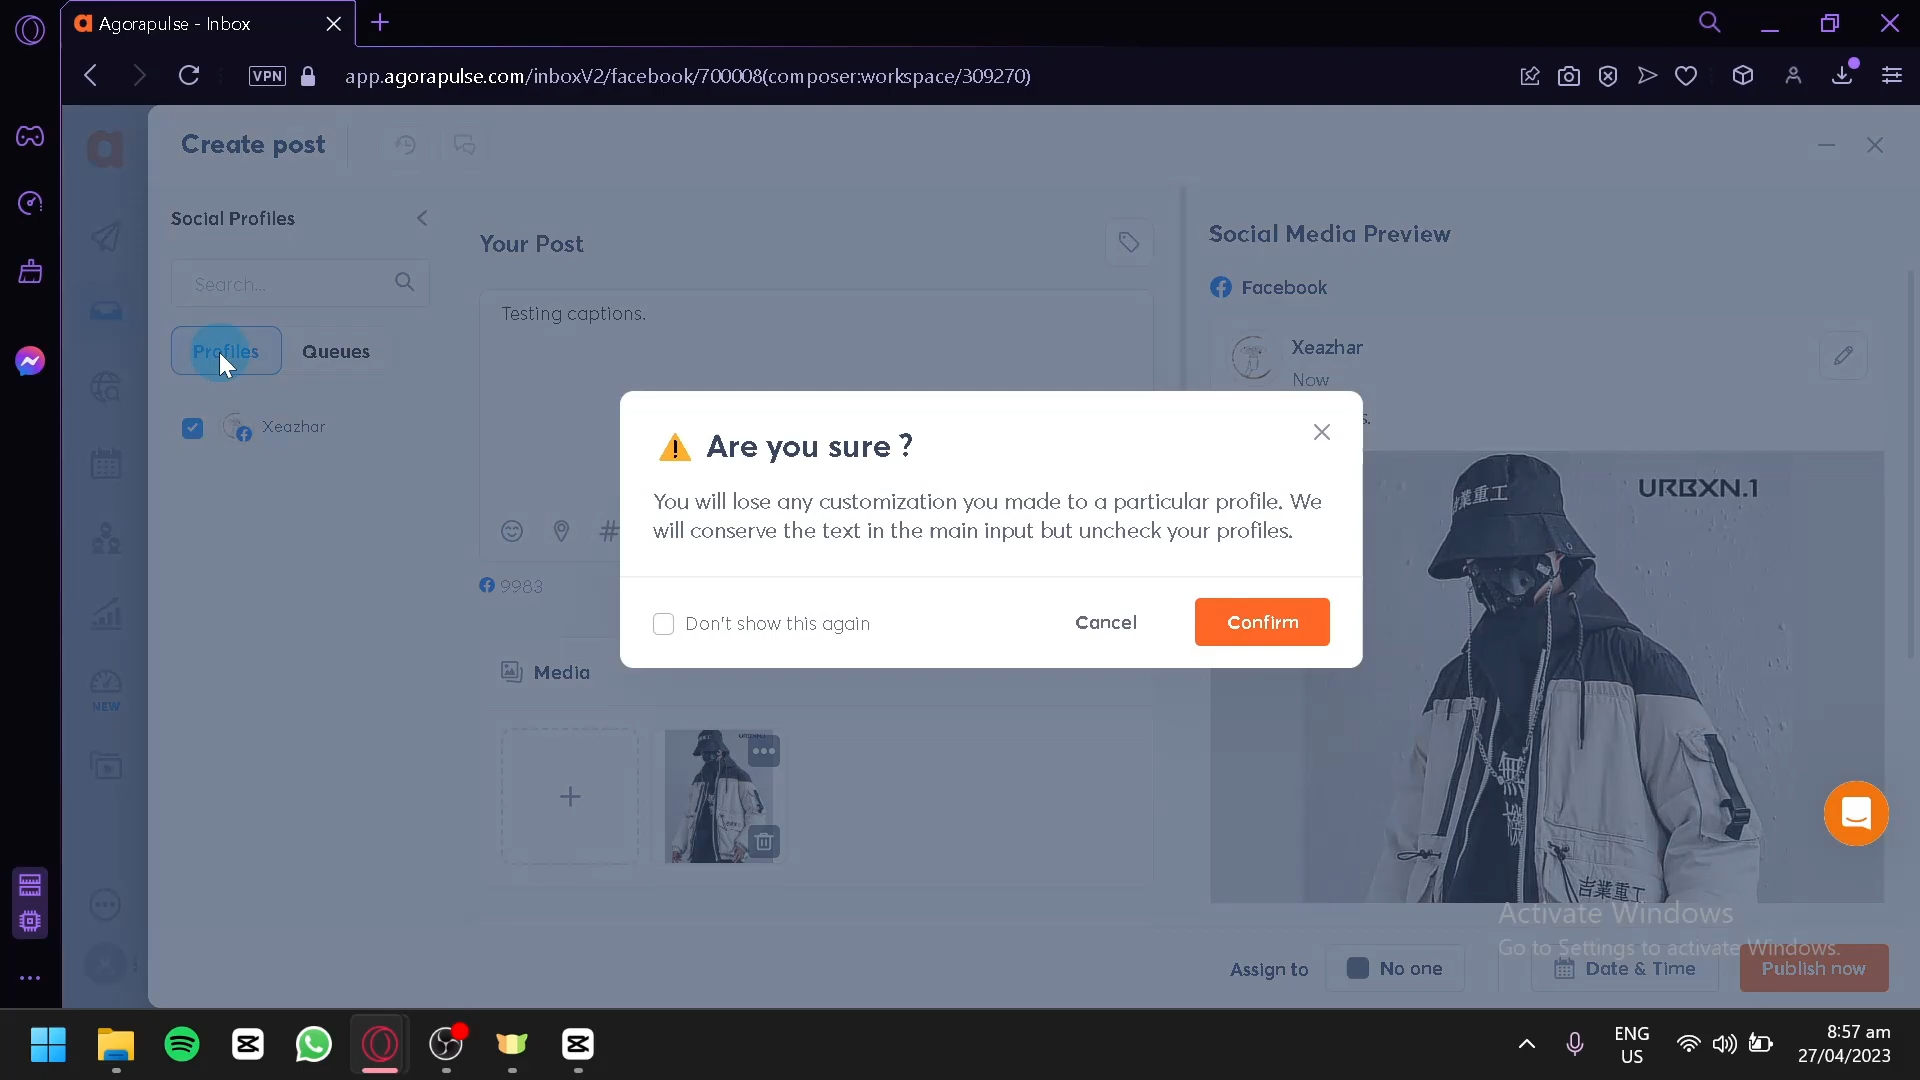 Agorapulse - Inbox
VPN
app.agorapulse.com/inboxV2/facebook/700008(composer:workspace/309270)
Create post
Social Profiles
Search...
Profiles
Queues
Xeazhar
Your Post
Testing captions.
#
9983
Media
Social Media Preview
Facebook
Xeazhar
Now
s.
URBXN.1
Are you sure ?
You will lose any customization you made to a particular profile. We
will conserve the text in the main input but uncheck your profiles.
Don't show this again
Cancel
Confirm
NEW
Activate Windows
Go to Settings to activate Windows.
Assign to
No one
Date & Time
Publish now
ENG
US
8:57 am
27/04/2023